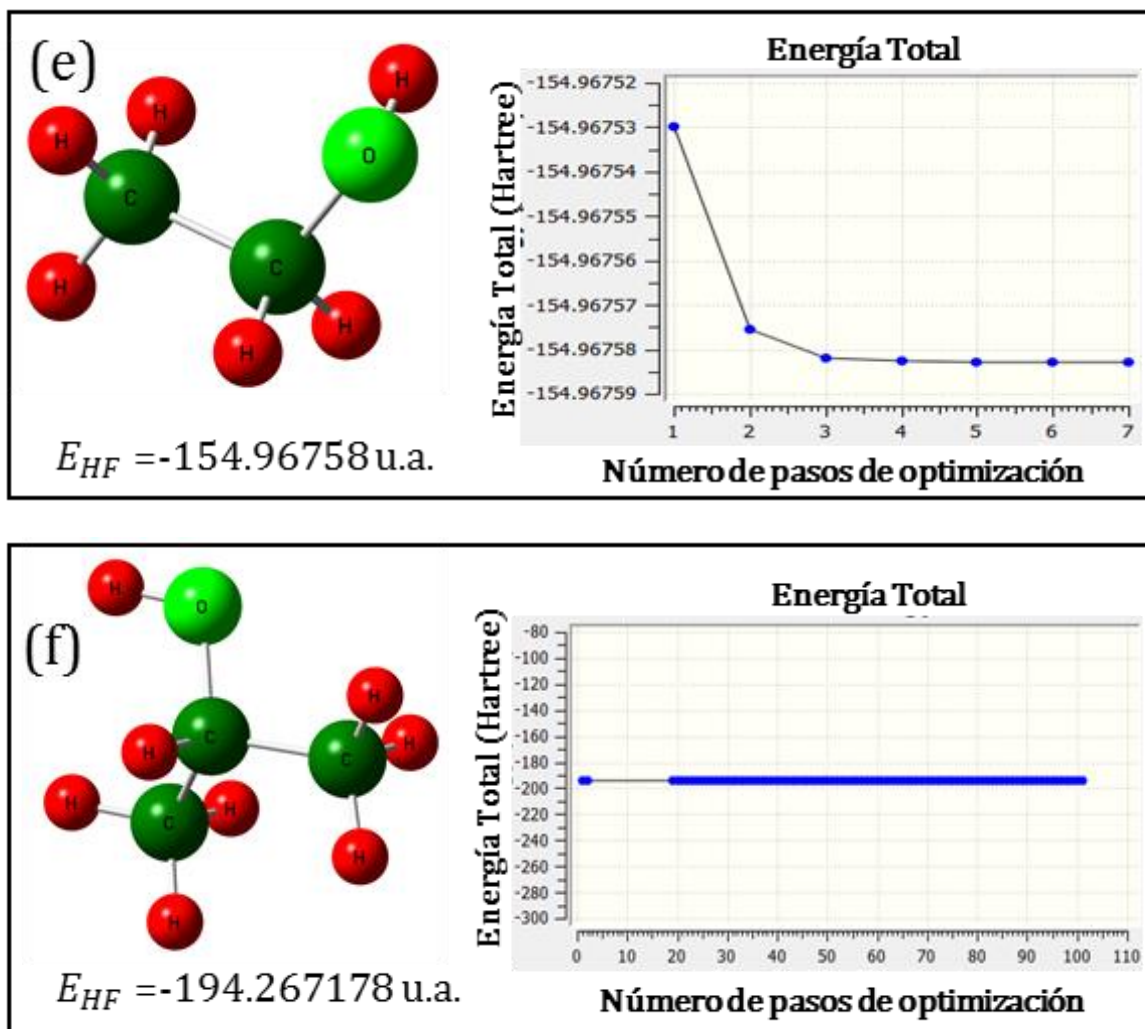 (e)
H
H
H
C
H
O
C
H
H
Energía Total
Energía Total (Hartree)
-154.96752
-154.96753
-154.96754
-154.96755
-154.96756
-154.96757
-154.96758
-154.96759
1 2 3 4 5 6 7
Número de pasos de optimización
E_HF =-154.96758 u.a.
(f)
H
O
H
C
H
H
C
H
H
C
H
H
Energía Total
Energía Total (Hartree)
-80
-100
-120
-140
-160
-180
-200
-220
-240
-260
-280
-300
0 10 20 30 40 50 60 70 80 90 100 110
Número de pasos de optimización
E_HF =-194.267178 u.a.